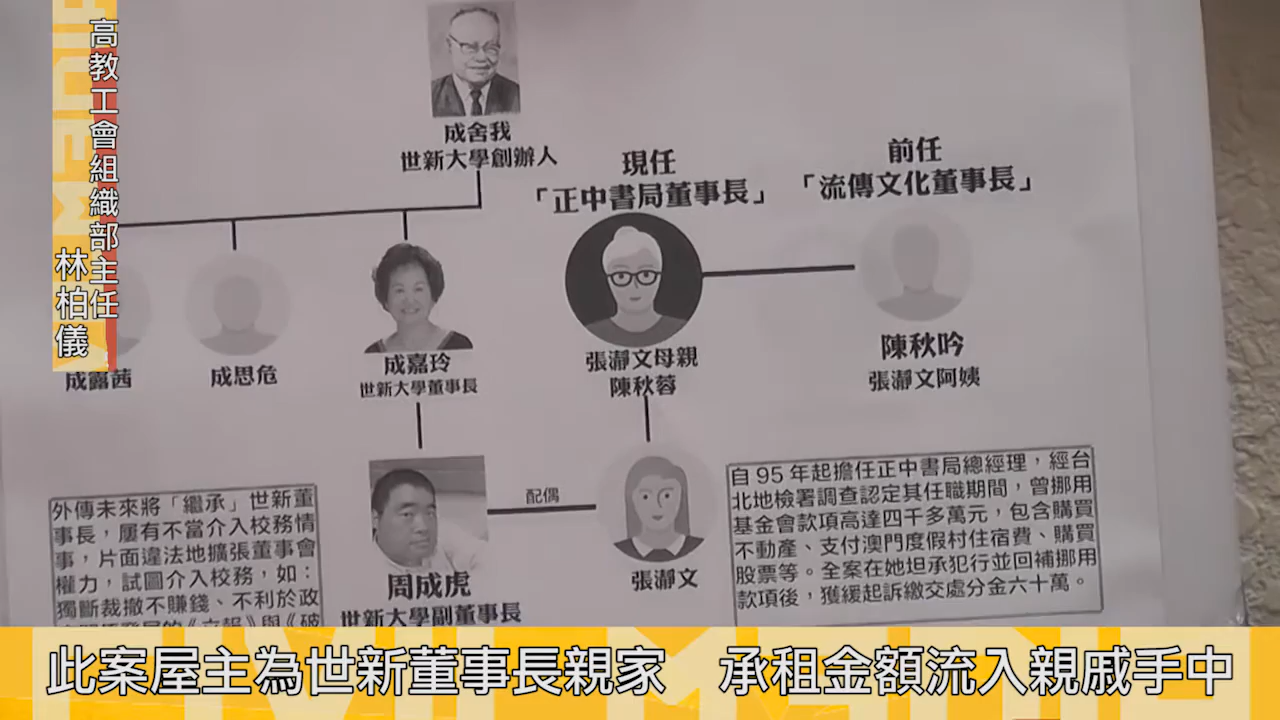 高教工會組織部主任
林柏儀
成舍我
世新大學創辦人
現任
「正中書局董事長」
前任
「流傳文化董事長」
成露茜
成思危
成嘉玲
世新大學董事長
張瀞文母親
陳秋蓉
陳秋吟
張瀞文阿姨
配偶
周成虎
世新大學副董事長
張瀞文
外傳未來將「繼承」世新董
事長，屢有不當介入校務情
事，片面違法地擴張董事會
權力，試圖介入校務，如：
獨斷裁撤不賺錢、不利於政
自95年起擔任正中書局總經理，經台
北地檢署調查認定其任職期間，曾挪用
基金會款項高達四千多萬元，包含購買
不動產、支付澳門度假村住宿費、購買
股票等。全案在她坦承犯行並回補挪用
款項後，獲緩起訴繳交處分金六十萬。
此案屋主為世新董事長親家　承租金額流入親戚手中